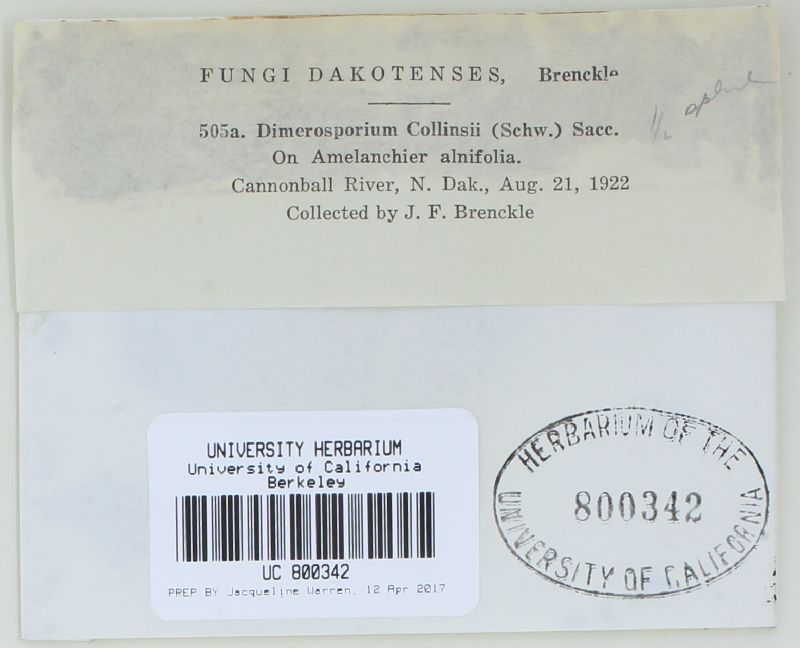 FUNGI DAKOTENSES, Brenckle
505a. Dimerosporium Collinsii (Schw.) Sacc.
On Amelanchier alnifolia.
Cannonball River, N. Dak., Aug. 21, 1922
Collected by J. F. Brenckle
UNIVERSITY HERBARIUM
University of California
Berkeley
UC 800342
PREP BY Jacqueline Warren, 12 Apr 2017
HERBARIUM OF THE
800342
UNIVERSITY OF CALIFORNIA